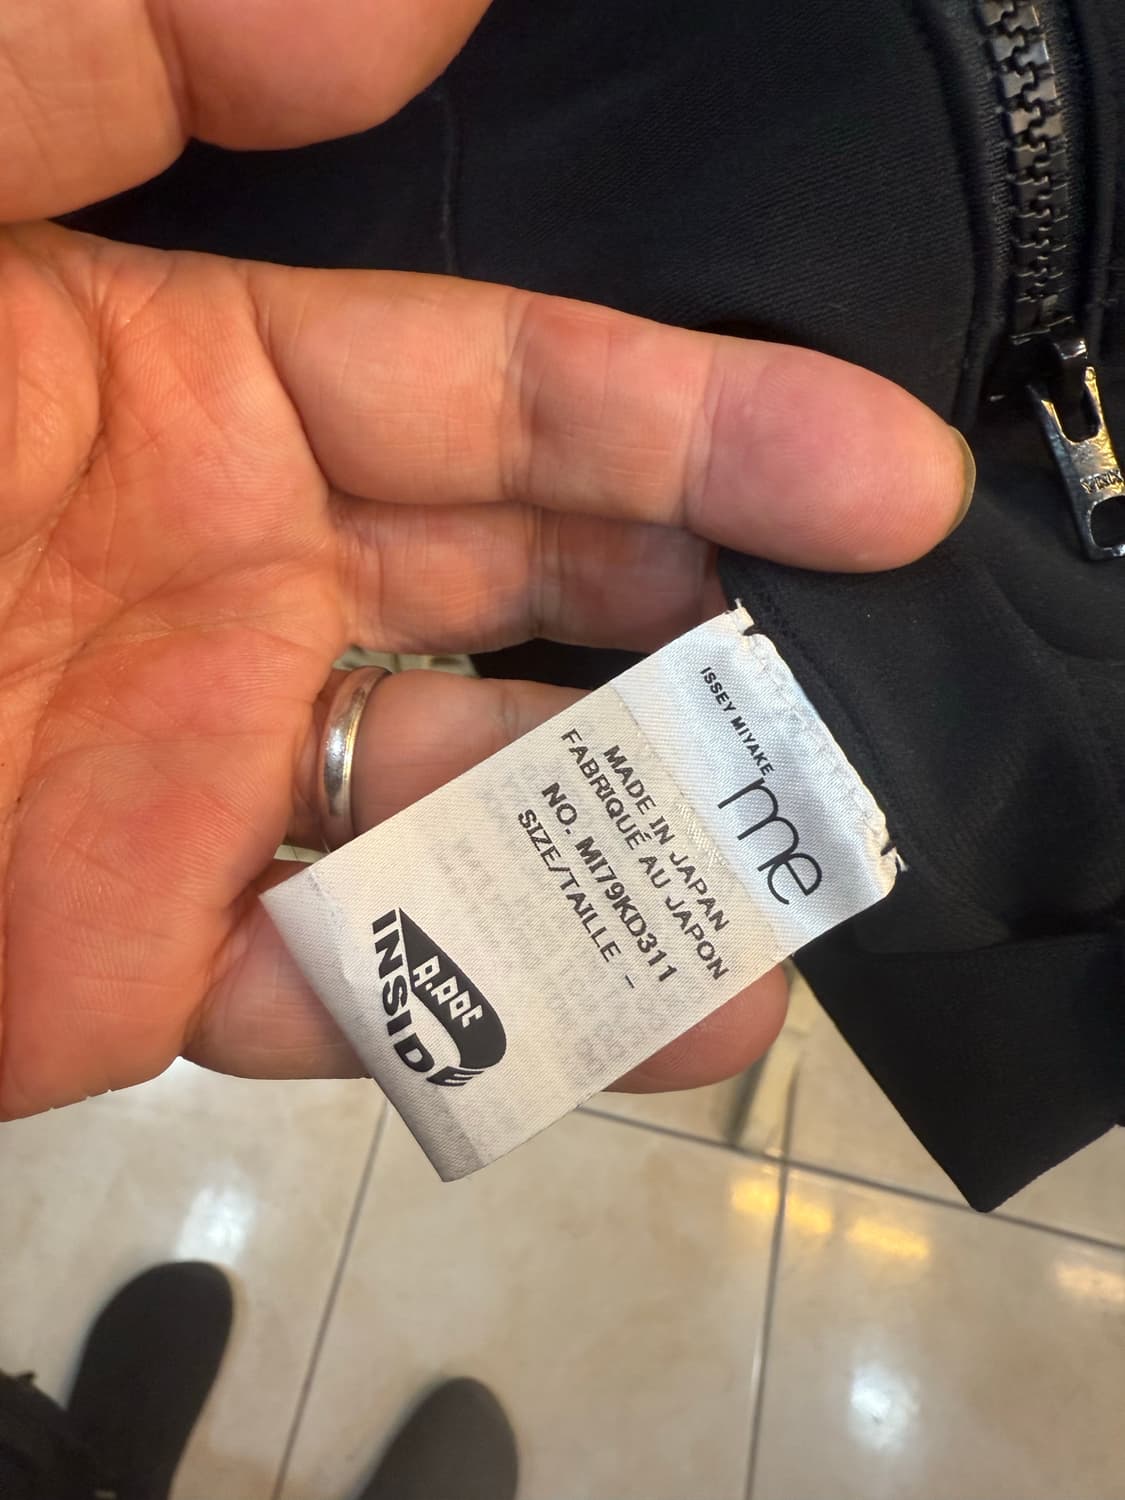 ISSEY MIYAKE
me
MADE IN JAPAN
FABRIQUÉ AU JAPON
NO. MI79KD311
SIZE/TAILLE -
A.POC
INSIDE